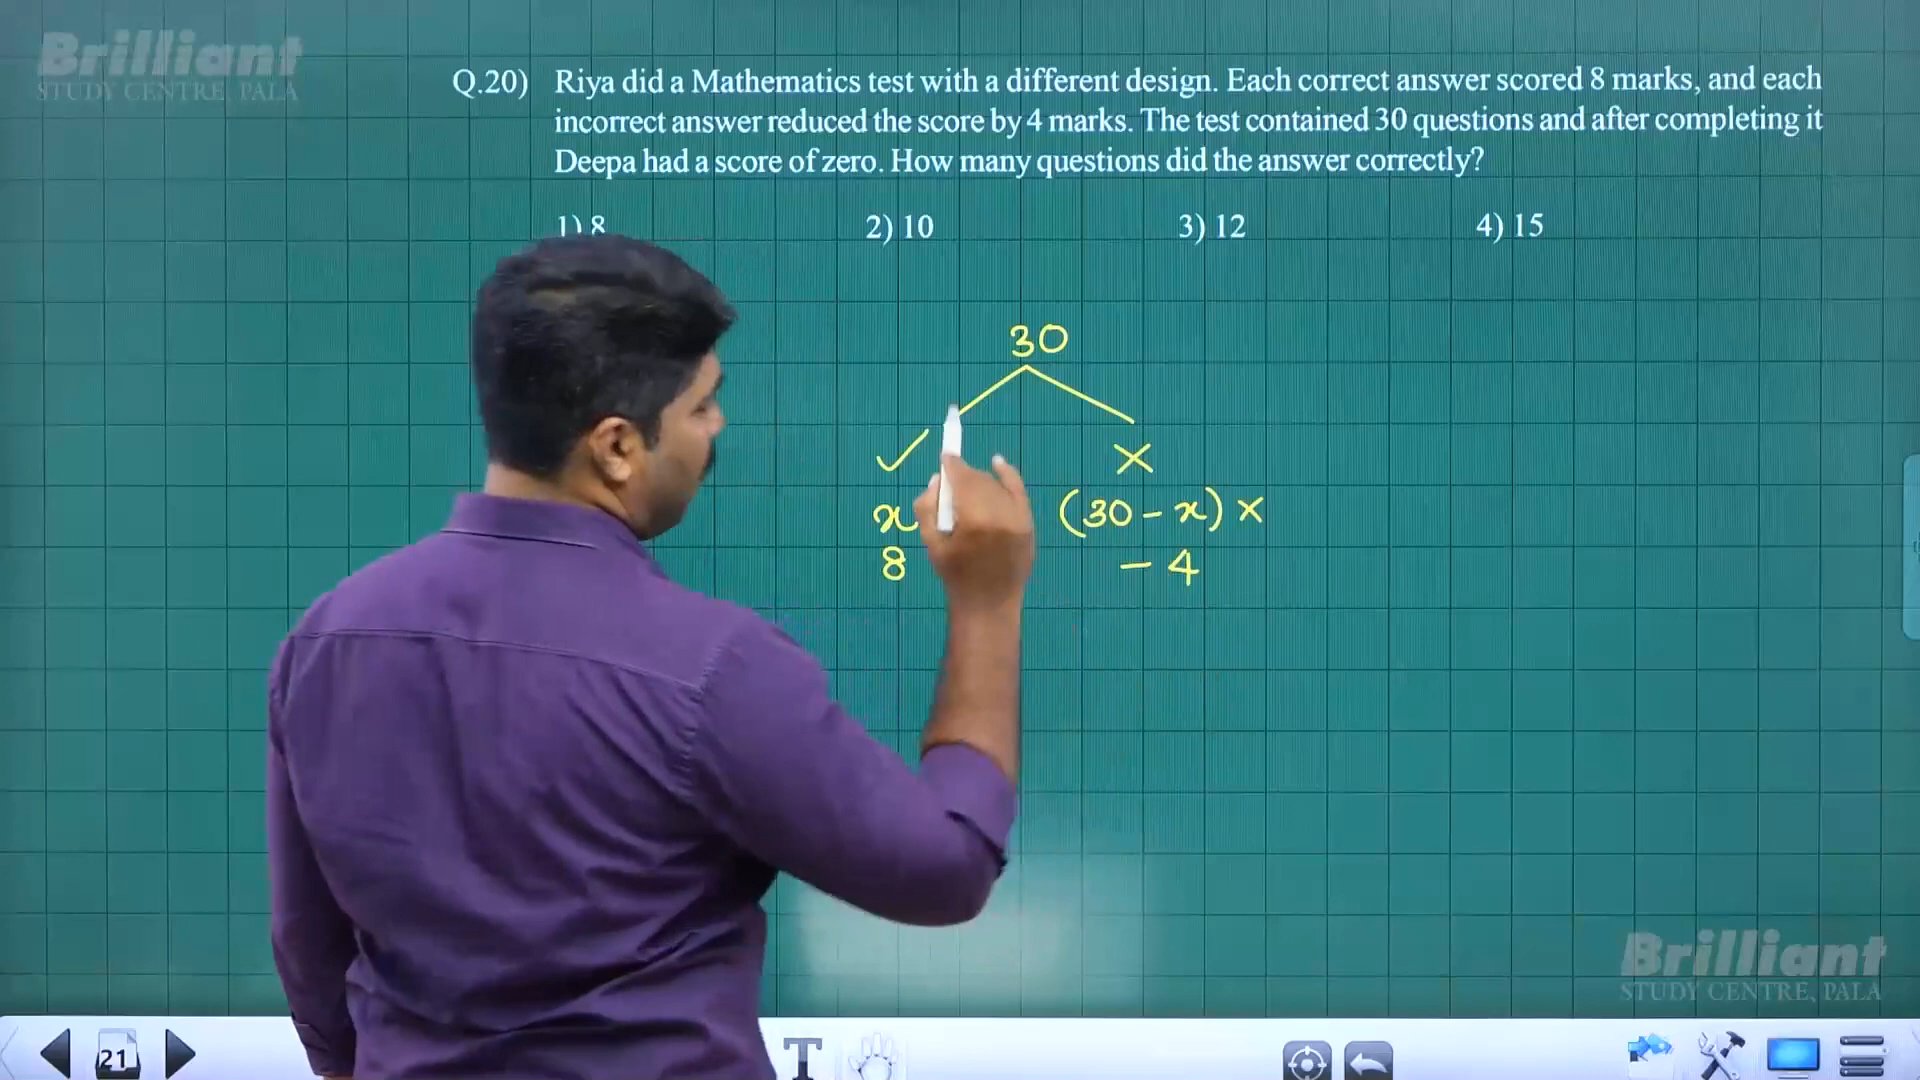 Brilliant
STUDY CENTRE, PALA
Q.20) Riya did a Mathematics test with a different design. Each correct answer scored 8 marks, and each
incorrect answer reduced the score by 4 marks. The test contained 30 questions and after completing it
Deepa had a score of zero. How many questions did the answer correctly?
1) 8 2) 10 3) 12 4) 15
30
✓ ×
x (30 - x) ×
8 - 4
Brilliant
STUDY CENTRE, PALA
21 T